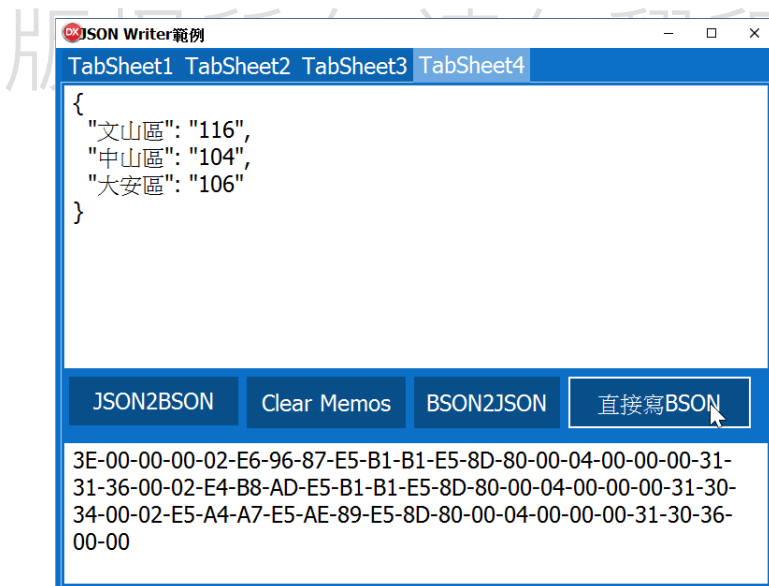 JSON Writer範例
TabSheet1 TabSheet2 TabSheet3 TabSheet4
{
"文山區": "116",
"中山區": "104",
"大安區": "106"
}
JSON2BSON Clear Memos BSON2JSON 直接寫BSON
3E-00-00-00-02-E6-96-87-E5-B1-B1-E5-8D-80-00-04-00-00-00-31-
31-36-00-02-E4-B8-AD-E5-B1-B1-E5-8D-80-00-04-00-00-00-31-30-
34-00-02-E5-A4-A7-E5-AE-89-E5-8D-80-00-04-00-00-00-31-30-36-
00-00